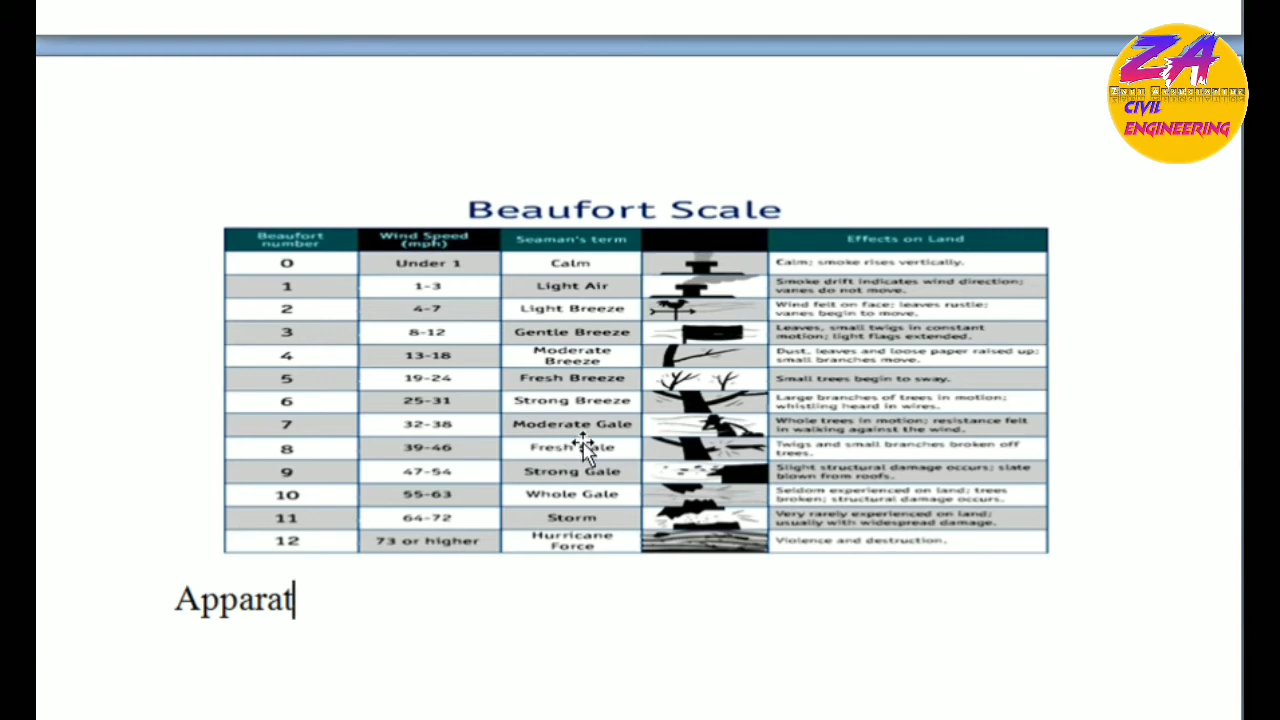 ZA
CIVIL
ENGINEERING
Beaufort Scale
Beaufort number Wind Speed (mph) Seaman's term Effects on Land
0 Under 1 Calm Calm; smoke rises vertically.
1 1-3 Light Air Smoke drift indicates wind direction; vanes do not move.
2 4-7 Light Breeze Wind felt on face; leaves rustle; vanes begin to move.
3 8-12 Gentle Breeze Leaves, small twigs in constant motion; light flags extended.
4 13-18 Moderate Breeze Dust, leaves and loose paper raised up; small branches move.
5 19-24 Fresh Breeze Small trees begin to sway.
6 25-31 Strong Breeze Large branches of trees in motion; whistling heard in wires.
7 32-38 Moderate Gale Whole trees in motion; resistance felt in walking against the wind.
8 39-46 Fresh Gale Twigs and small branches broken off trees.
9 47-54 Strong Gale Slight structural damage occurs; slate blown from roofs.
10 55-63 Whole Gale Seldom experienced on land; trees broken; structural damage occurs.
11 64-72 Storm Very rarely experienced on land; usually with widespread damage.
12 73 or higher Hurricane Force Violence and destruction.
Apparat